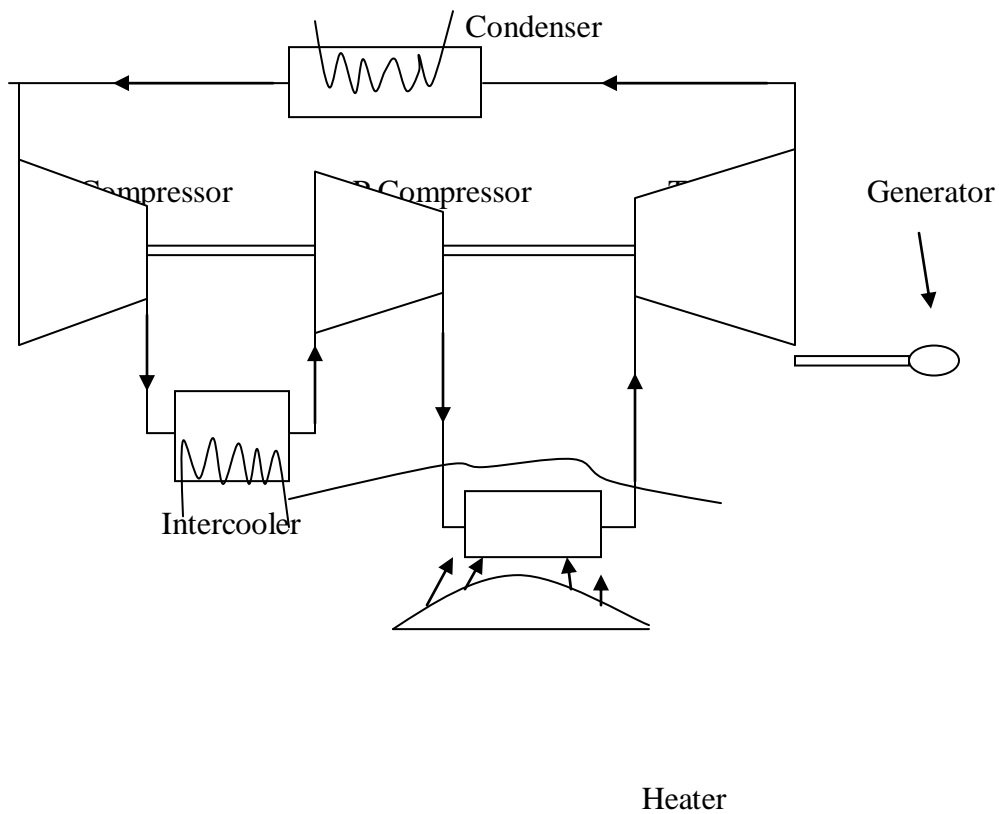 Condenser
Compressor
Compressor
Generator
Intercooler
Heater